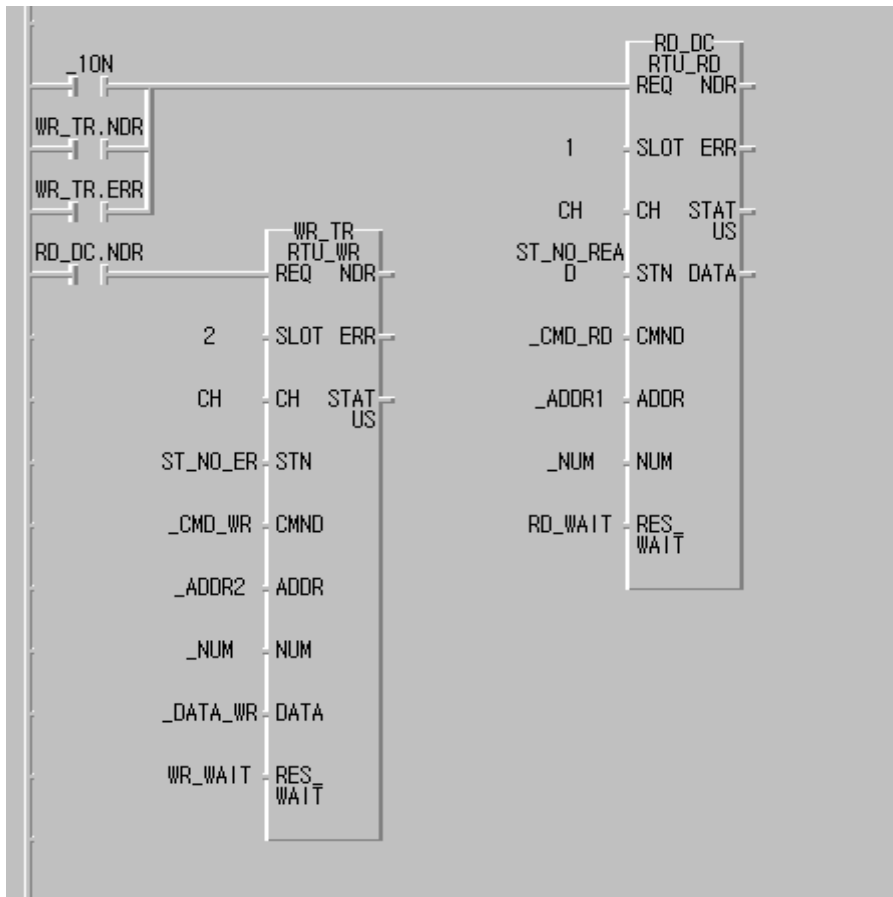 RD_DC
_1ON RTU_RD
REQ NDR
WR_TR.NDR
1 SLOT ERR
WR_TR.ERR
CH CH STAT
US
WR_TR
RD_DC.NDR RTU_WR ST_NO_REA
REQ NDR D STN DATA
2 SLOT ERR _CMD_RD CMND
CH CH STAT _ADDR1 ADDR
US
ST_NO_ER STN _NUM NUM
_CMD_WR CMND RD_WAIT RES_
WAIT
_ADDR2 ADDR
_NUM NUM
_DATA_WR DATA
WR_WAIT RES_
WAIT